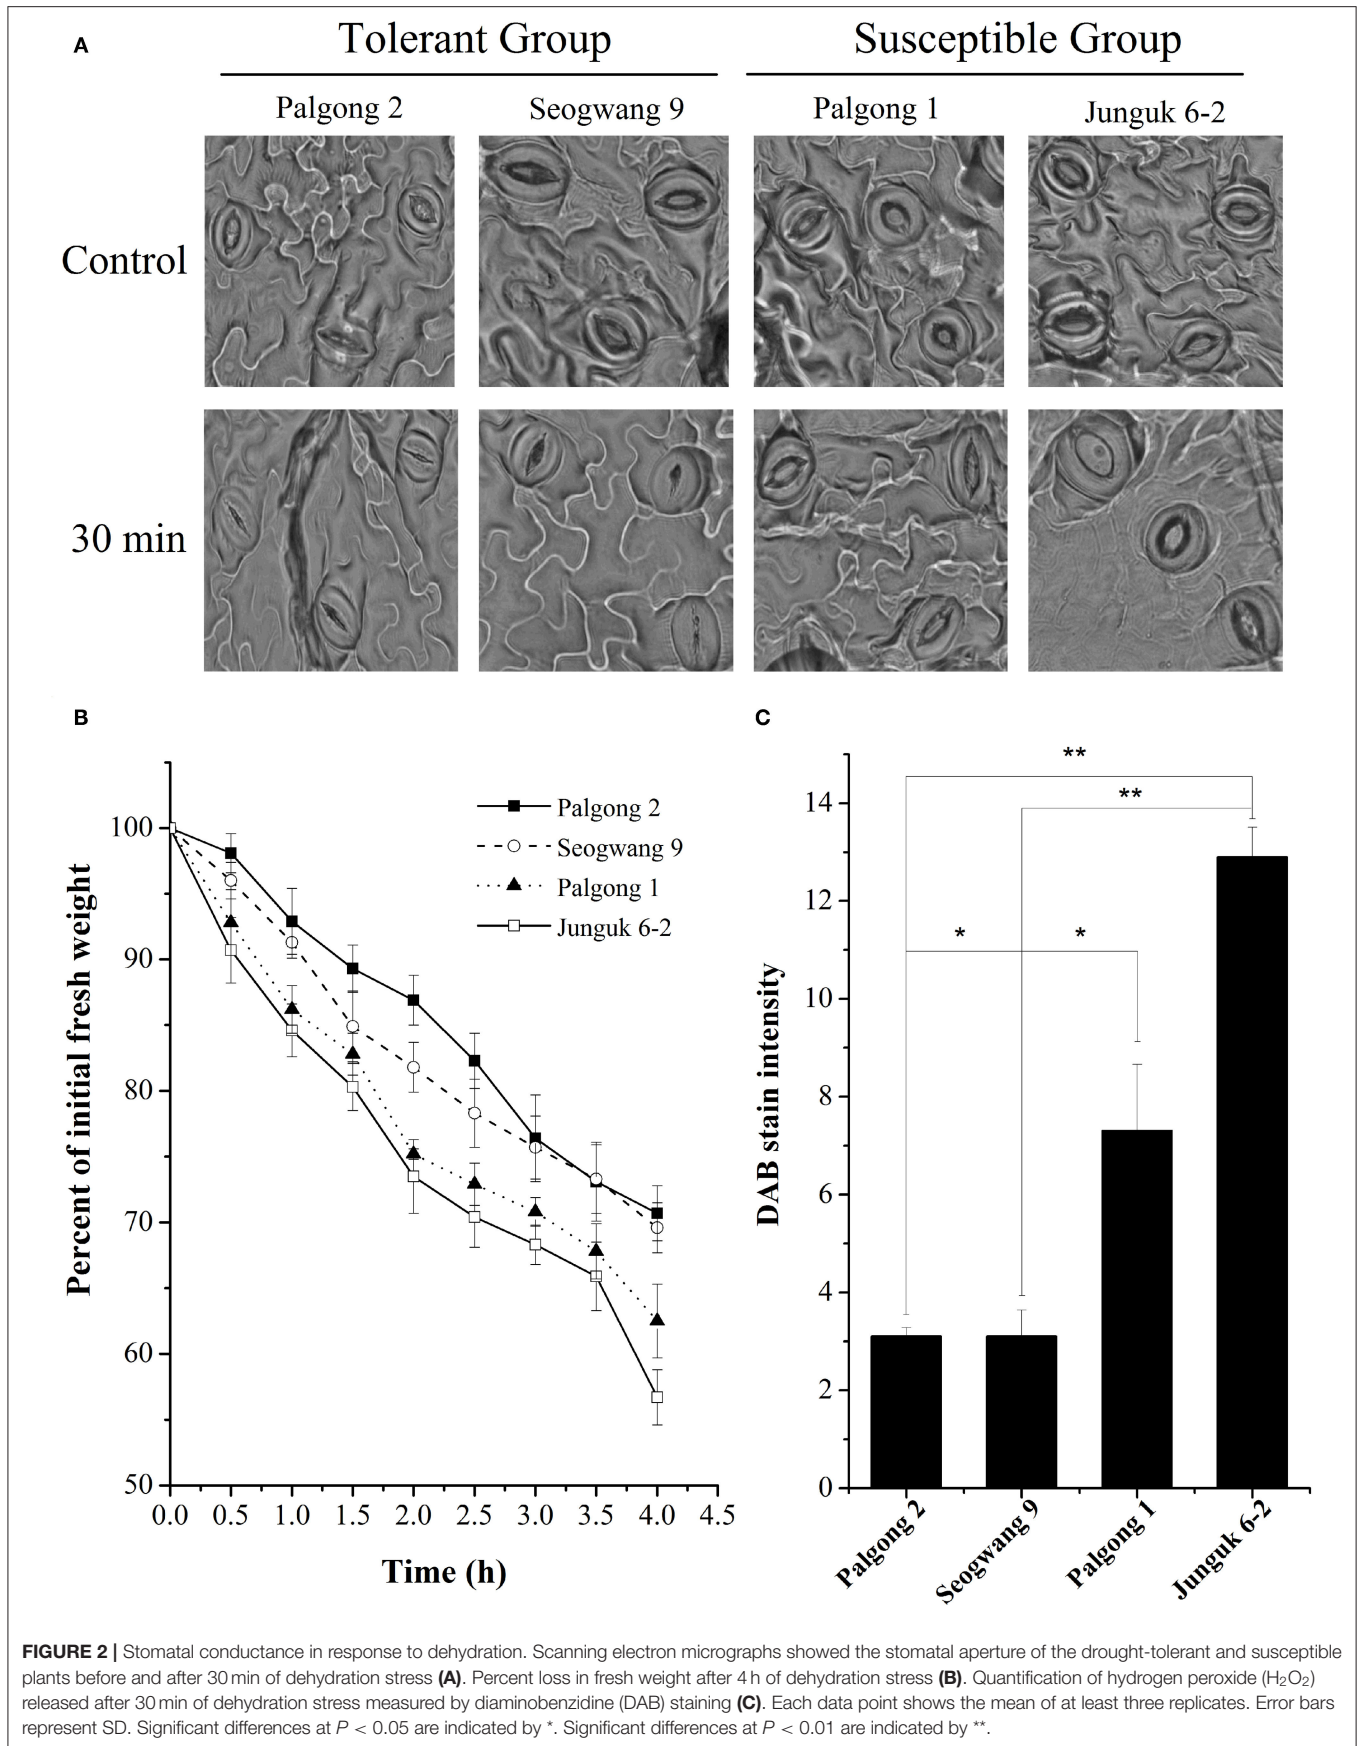 A
Tolerant Group
Susceptible Group
Palgong 2
Seogwang 9
Palgong 1
Junguk 6-2
Control
30 min
B
Percent of initial fresh weight
100
90
80
70
60
50
0.0 0.5 1.0 1.5 2.0 2.5 3.0 3.5 4.0 4.5
Time (h)
Palgong 2
Seogwang 9
Palgong 1
Junguk 6-2
C
DAB stain intensity
14
12
10
8
6
4
2
0
**
**
*
*
Palgong 2
Seogwang 9
Palgong 1
Junguk 6-2
FIGURE 2 | Stomatal conductance in response to dehydration. Scanning electron micrographs showed the stomatal aperture of the drought-tolerant and susceptible
plants before and after 30 min of dehydration stress (A). Percent loss in fresh weight after 4 h of dehydration stress (B). Quantification of hydrogen peroxide (H₂O₂)
released after 30 min of dehydration stress measured by diaminobenzidine (DAB) staining (C). Each data point shows the mean of at least three replicates. Error bars
represent SD. Significant differences at P < 0.05 are indicated by *. Significant differences at P < 0.01 are indicated by **.